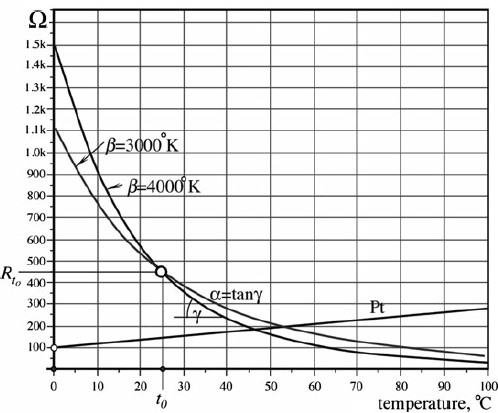 Ω
1.5k
1.4k
1.3k
1.2k
1.1k
1.0k
900
800
700
600
500
400
300
200
100
β=3000°K
β=4000°K
R_{t₀}
α=tanγ
γ
Pt
0 10 20 30 40 50 60 70 80 90 100
t₀
temperature, °C